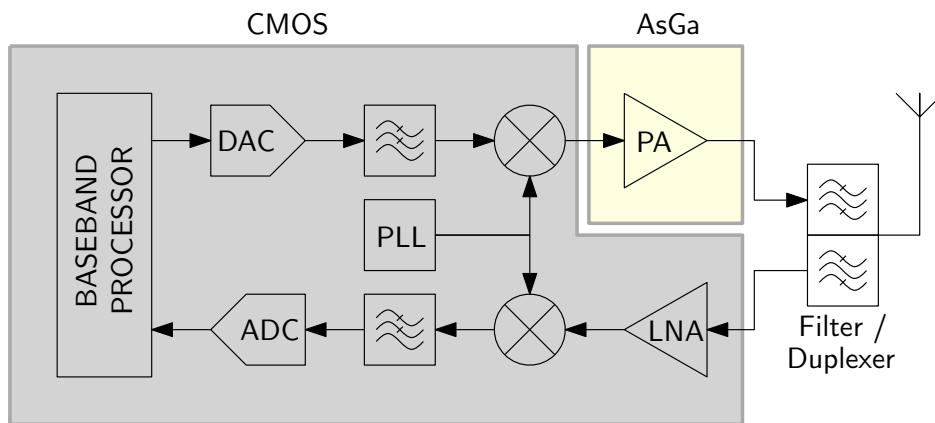 CMOS
AsGa
BASEBAND
PROCESSOR
DAC
PA
PLL
ADC
LNA
Filter /
Duplexer